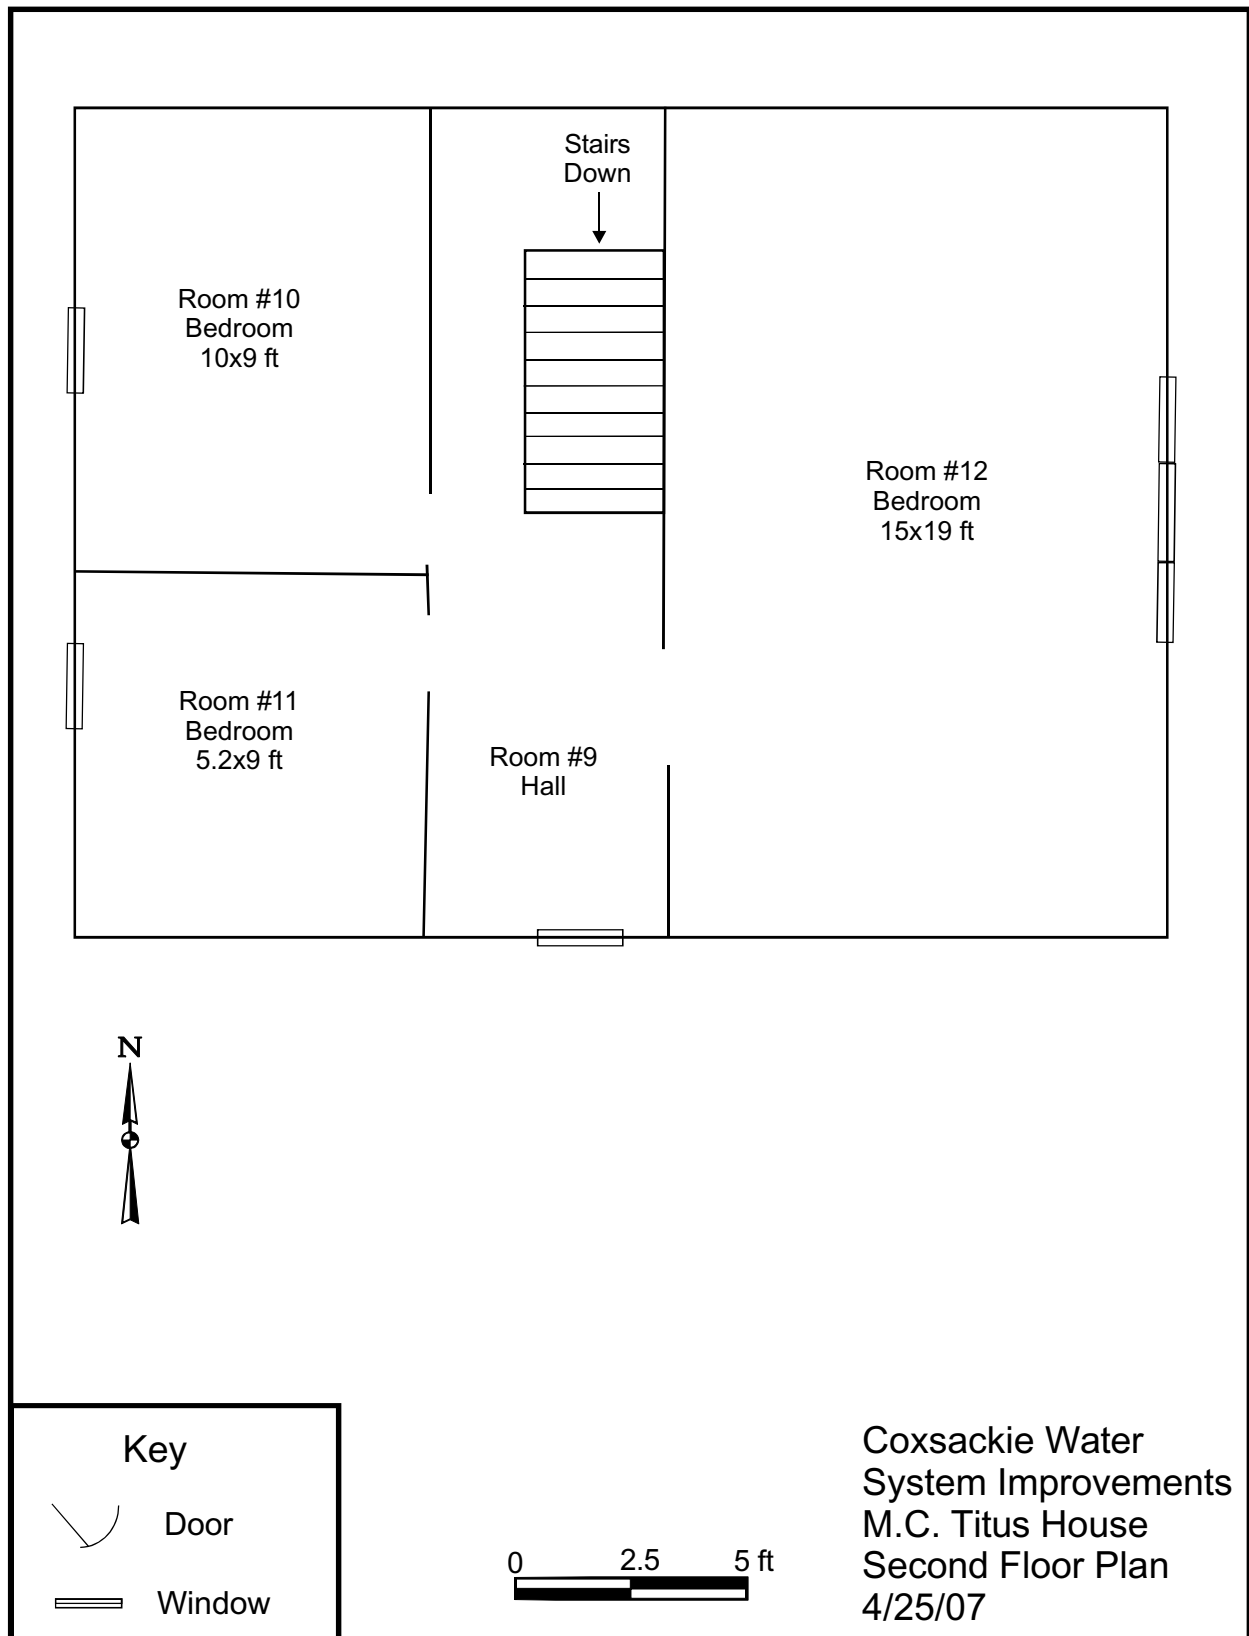 Stairs
Down
Room #10
Bedroom
10x9 ft
Room #12
Bedroom
15x19 ft
Room #11
Bedroom
5.2x9 ft
Room #9
Hall
N
Key
Door
Window
0 2.5 5 ft
Coxsackie Water
System Improvements
M.C. Titus House
Second Floor Plan
4/25/07